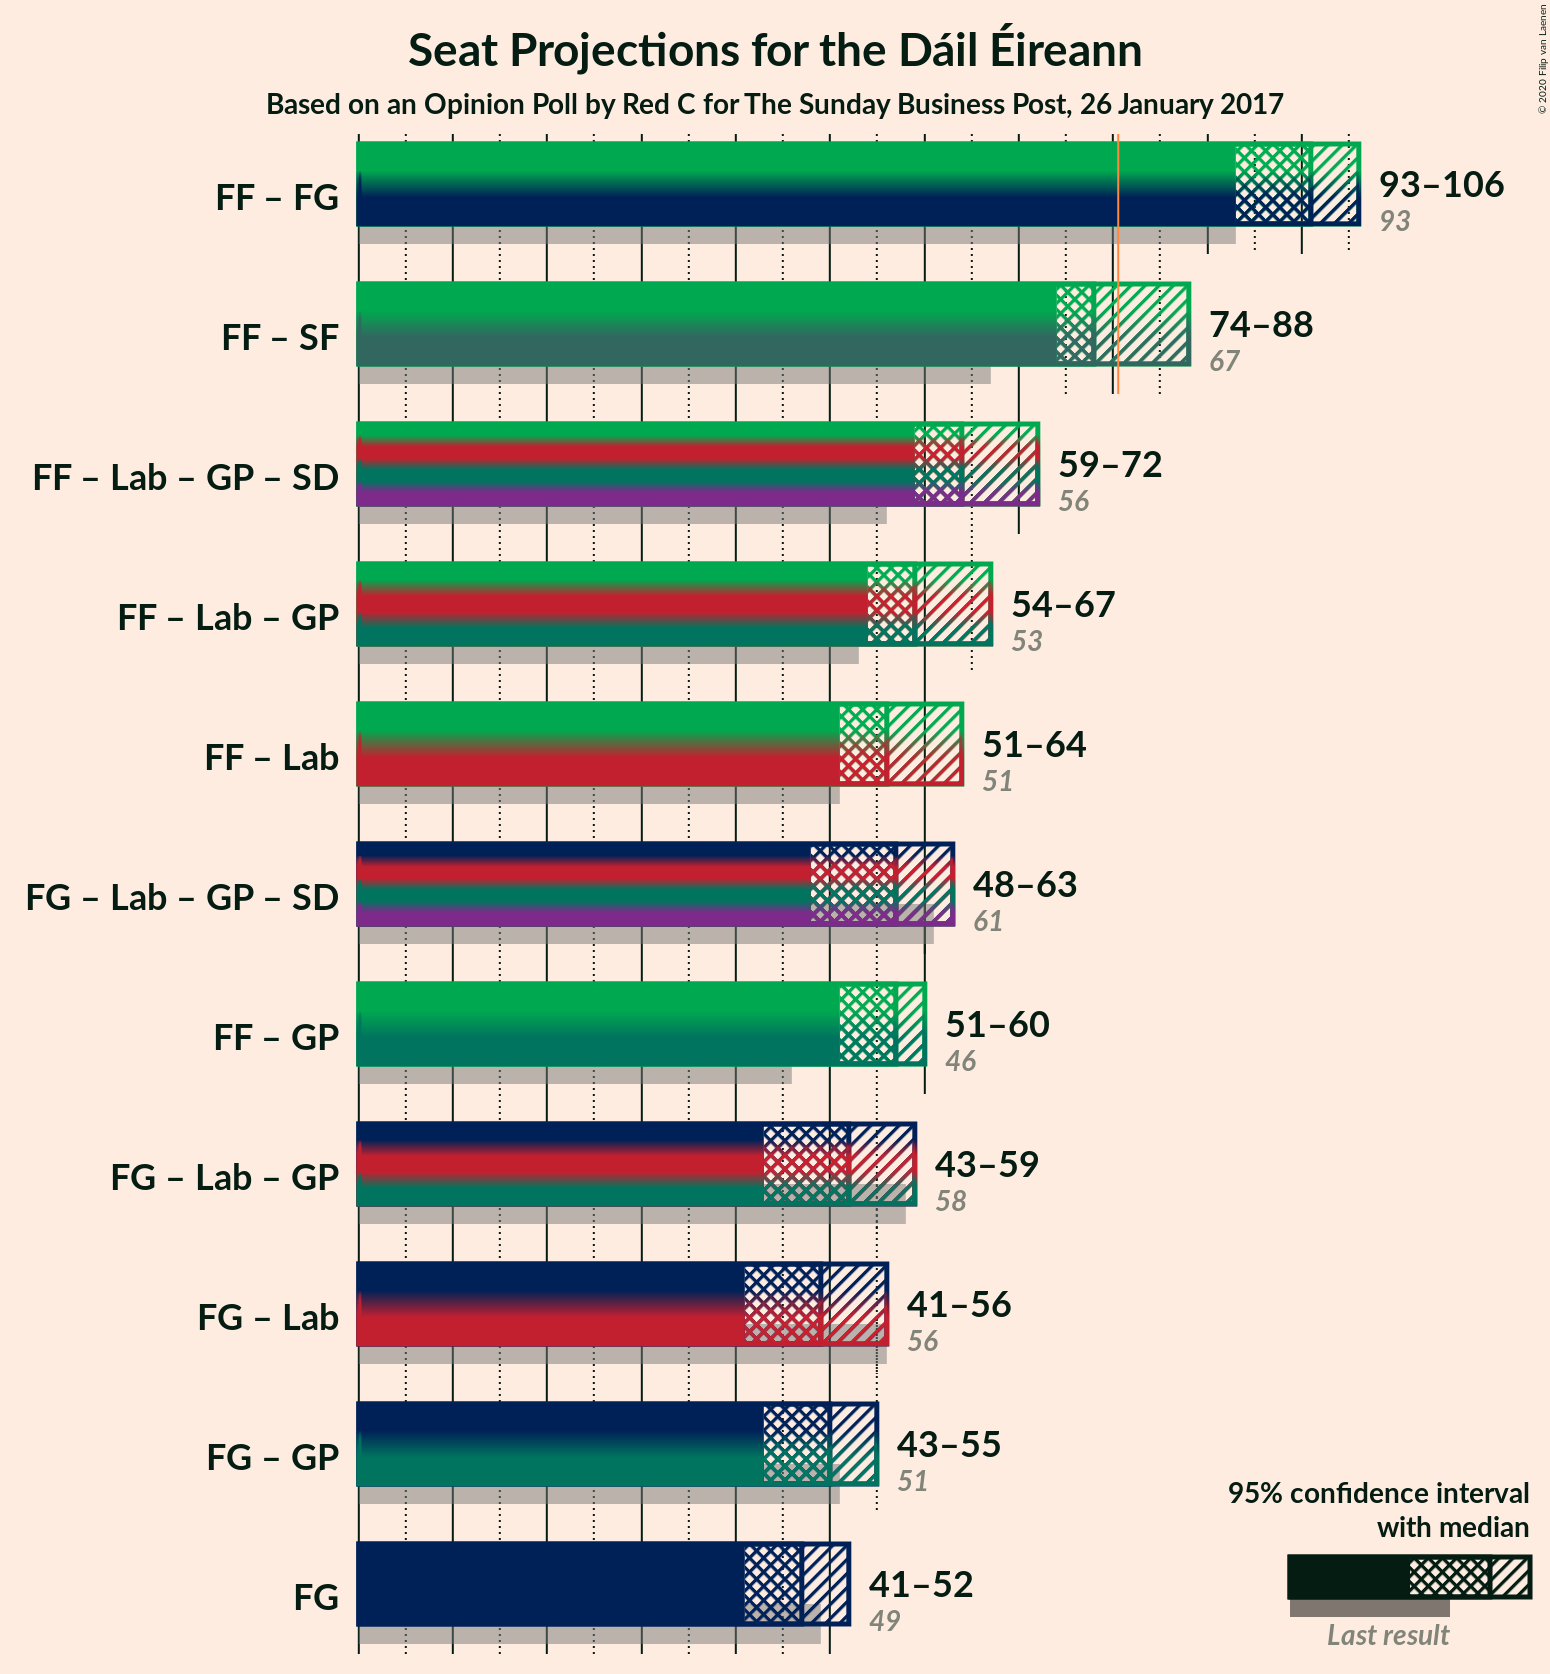 Seat Projections for the Dáil Éireann
Based on an Opinion Poll by Red C for The Sunday Business Post, 26 January 2017
© 2020 Filip van Laenen
FF – FG
93–106
93
FF – SF
74–88
67
FF – Lab – GP – SD
59–72
56
FF – Lab – GP
54–67
53
FF – Lab
51–64
51
FG – Lab – GP – SD
48–63
61
FF – GP
51–60
46
FG – Lab – GP
43–59
58
FG – Lab
41–56
56
FG – GP
43–55
51
FG
41–52
49
95% confidence interval
with median
Last result